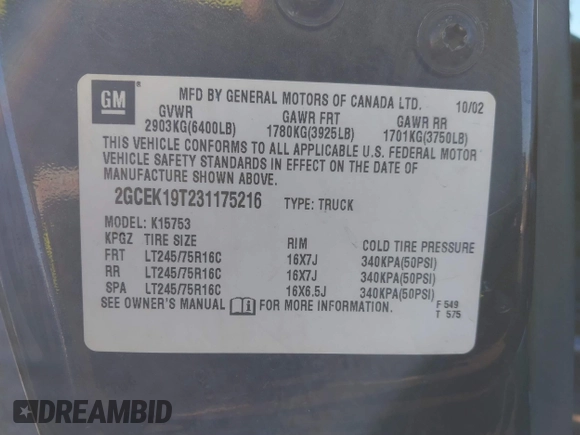 GM
MFD BY GENERAL MOTORS OF CANADA LTD. 10/02
GVWR GAWR FRT GAWR RR
2903KG(6400LB) 1780KG(3925LB) 1701KG(3750LB)
THIS VEHICLE CONFORMS TO ALL APPLICABLE U.S. FEDERAL MOTOR
VEHICLE SAFETY STANDARDS IN EFFECT ON THE DATE OF
MANUFACTURE SHOWN ABOVE.
2GCEK19T231175216 TYPE: TRUCK
MODEL: K15753
KPGZ TIRE SIZE RIM COLD TIRE PRESSURE
FRT LT245/75R16C 16X7J 340KPA(50PSI)
RR LT245/75R16C 16X7J 340KPA(50PSI)
SPA LT245/75R16C 16X6.5J 340KPA(50PSI)
SEE OWNER'S MANUAL FOR MORE INFORMATION.
F 549
T 575
DREAMBID